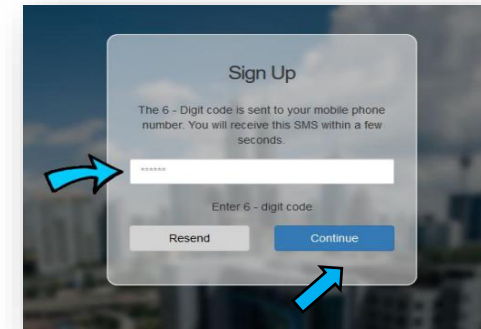 Sign Up
The 6 - Digit code is sent to your mobile phone
number. You will receive this SMS within a few
seconds.
******
Enter 6 - digit code
Resend Continue